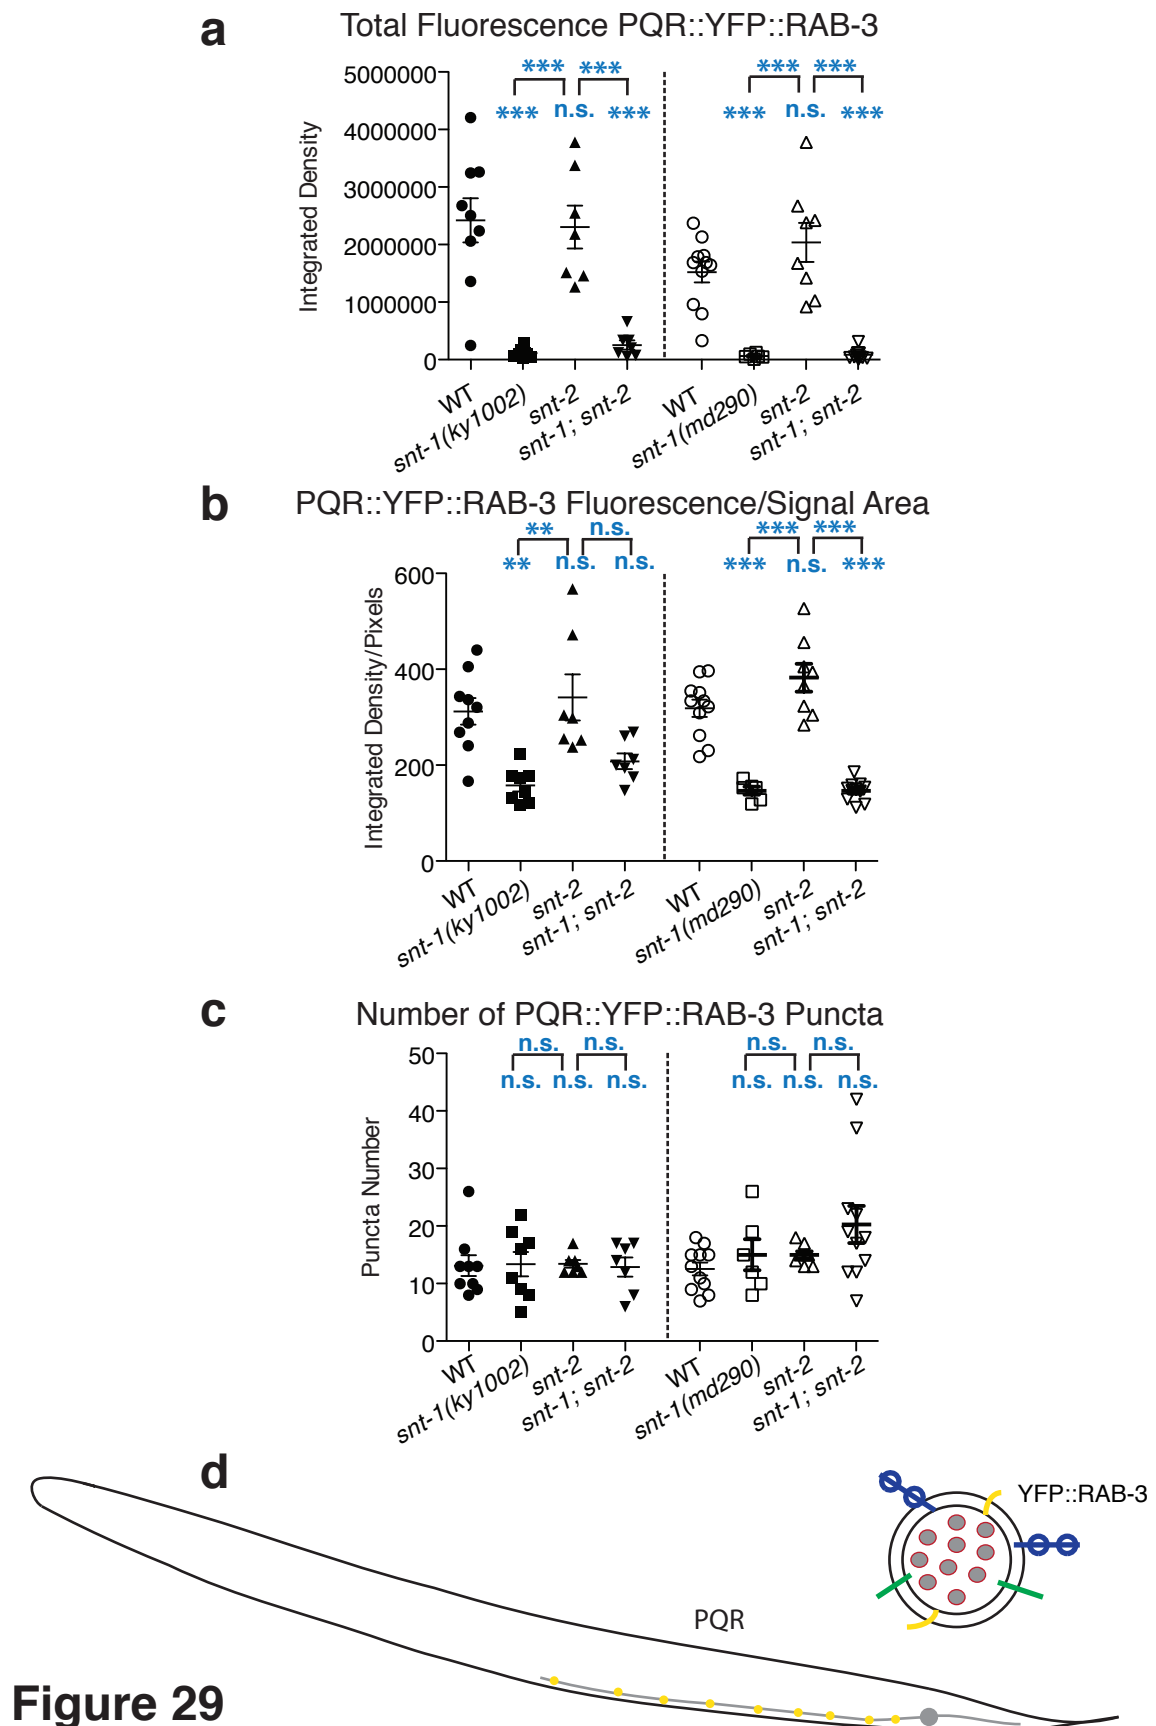 a
Total Fluorescence PQR::YFP::RAB-3
*** *** *** ***
*** n.s. *** *** n.s. ***
Integrated Density
5000000
4000000
3000000
2000000
1000000
0
WT
snt-1(ky1002)
snt-2
snt-1; snt-2
WT
snt-1(md290)
snt-2
snt-1; snt-2
b
PQR::YFP::RAB-3 Fluorescence/Signal Area
** n.s. *** ***
** n.s. n.s. *** n.s. ***
Integrated Density/Pixels
600
400
200
0
WT
snt-1(ky1002)
snt-2
snt-1; snt-2
WT
snt-1(md290)
snt-2
snt-1; snt-2
c
Number of PQR::YFP::RAB-3 Puncta
n.s. n.s. n.s. n.s.
n.s. n.s. n.s. n.s. n.s. n.s.
Puncta Number
50
40
30
20
10
0
WT
snt-1(ky1002)
snt-2
snt-1; snt-2
WT
snt-1(md290)
snt-2
snt-1; snt-2
d
YFP::RAB-3
PQR
Figure 29